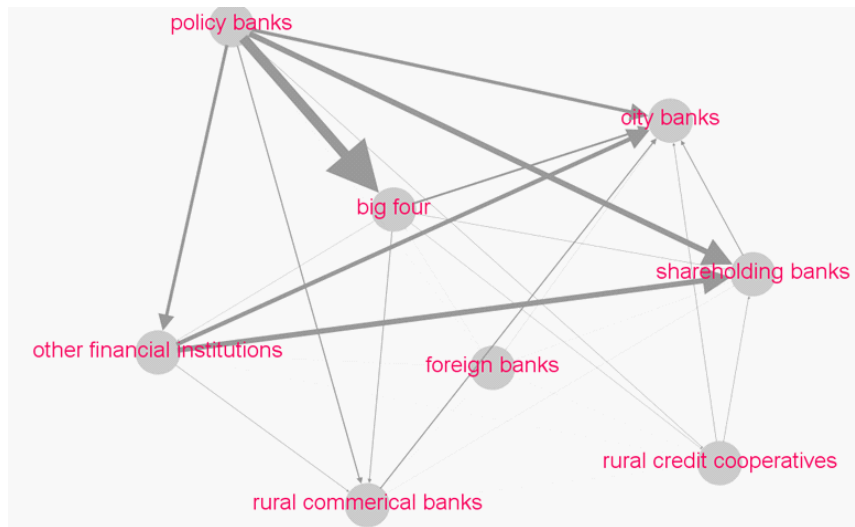 policy banks
city banks
big four
shareholding banks
other financial institutions
foreign banks
rural credit cooperatives
rural commerical banks